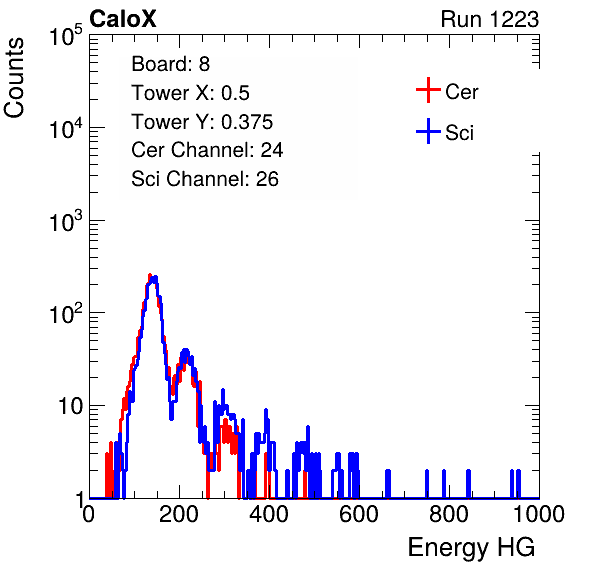 CaloX Run 1223
Counts
10^5
10^4
10^3
10^2
10
1
Board: 8
Tower X: 0.5
Tower Y: 0.375
Cer Channel: 24
Sci Channel: 26
Cer
Sci
0 200 400 600 800 1000
Energy HG